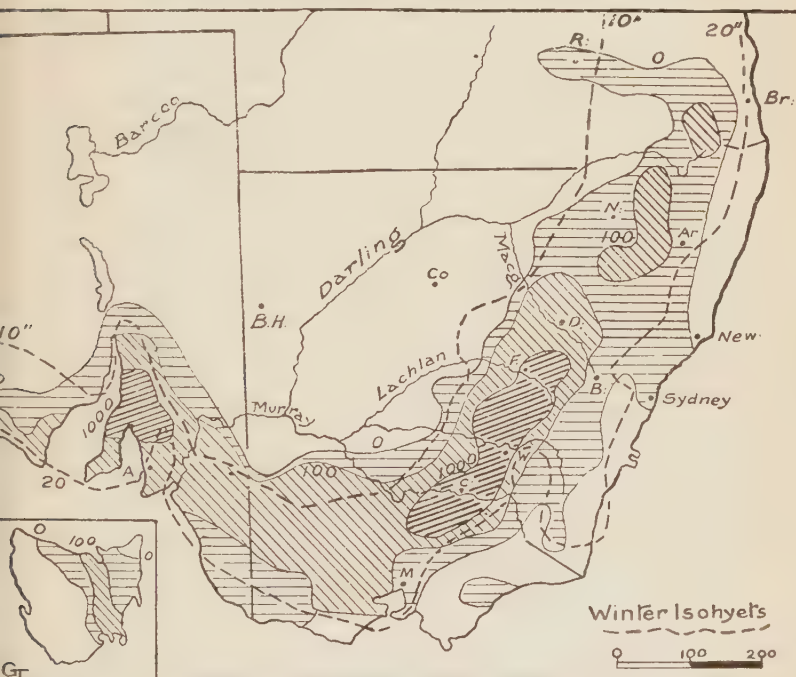 10"
20"
R:
0
Br:
Barcoo
N:
100
Ar
Darling
Macq
Co
B.H.
10"
D:
New.
Lachlan
F.
B:
Sydney
1000
Murray
0
100
1000
W
C.
20
A.
M
0
100
0
Winter Isohyets
0 100 200